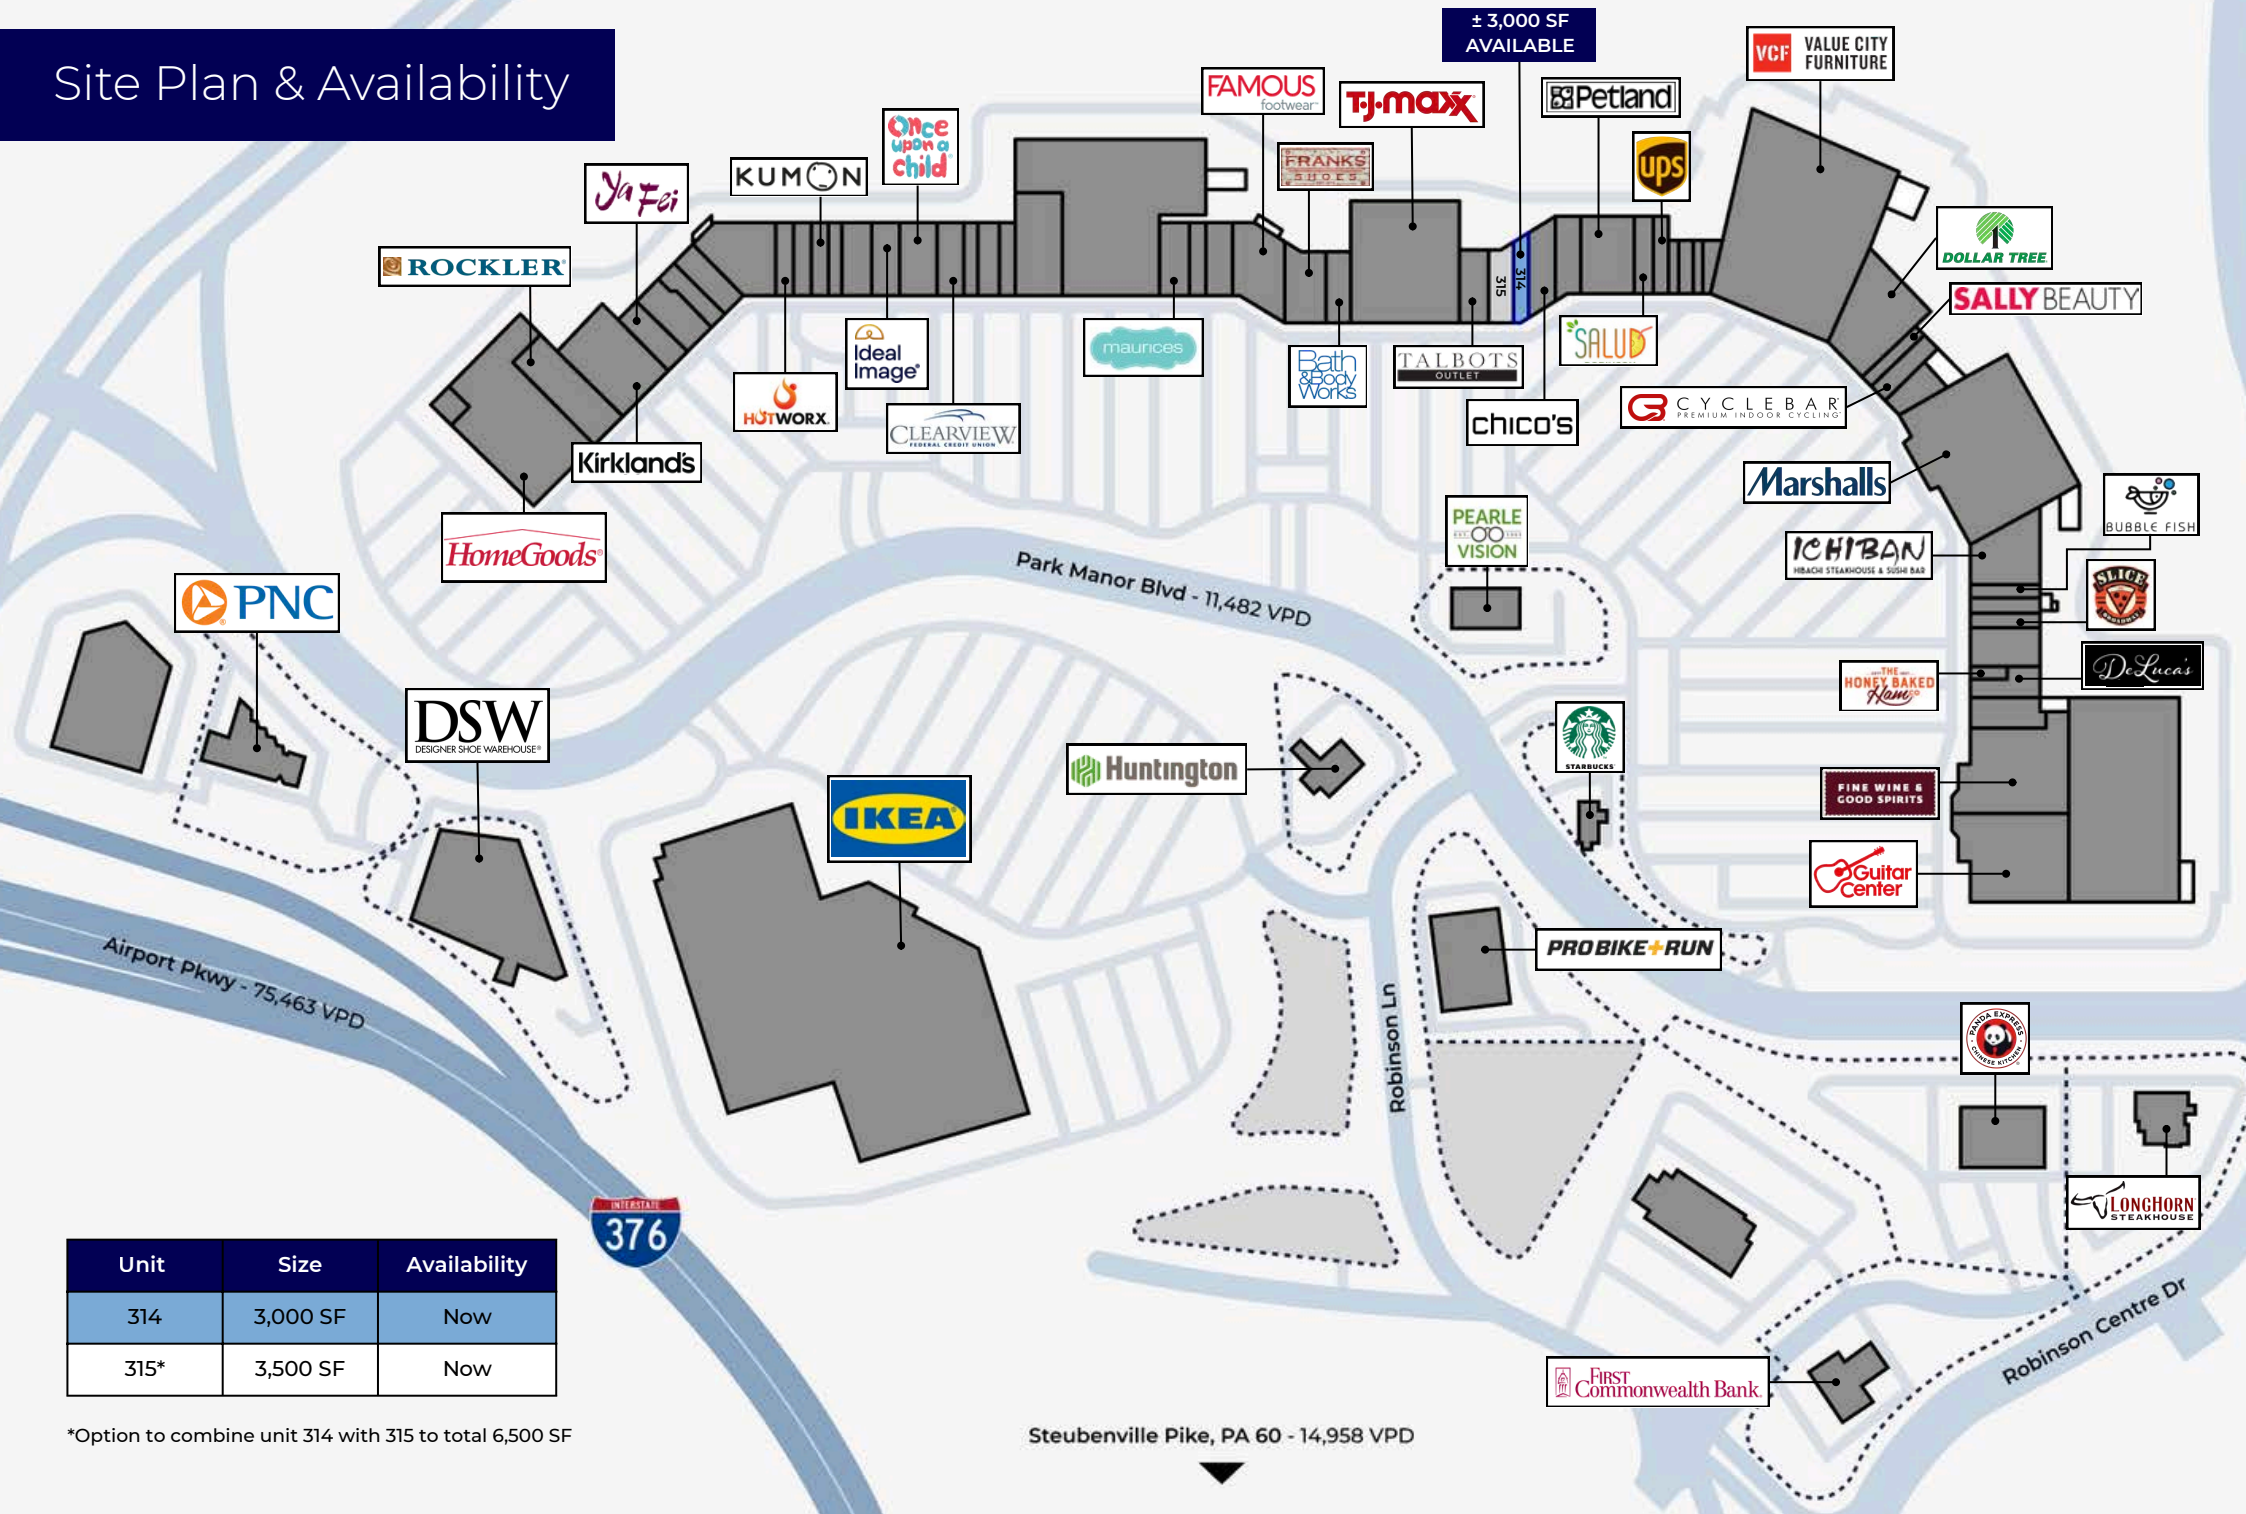 ± 3,000 SF
AVAILABLE
Site Plan & Availability
VCF VALUE CITY
FURNITURE
FAMOUS
footwear
T·J·maxx
Petland
Once
upon a
child
FRANKS
SHOES
ups
KUMON
Ya Fei
DOLLAR TREE
ROCKLER
SALLY BEAUTY
315
314
SALUD
maurices
Ideal
Image®
Bath
&Body
Works
TALBOTS
OUTLET
HOTWORX
CYCLEBAR
PREMIUM INDOOR CYCLING
chico's
CLEARVIEW
FEDERAL CREDIT UNION
Kirkland's
Marshalls
BUBBLE FISH
PEARLE
VISION
HomeGoods®
ICHIBAN
HIBACHI STEAKHOUSE & SUSHI BAR
Park Manor Blvd - 11,482 VPD
PNC
SLICE
DeLuca's
THE
HONEY BAKED
Ham
DSW
DESIGNER SHOE WAREHOUSE®
STARBUCKS
Huntington
IKEA
FINE WINE &
GOOD SPIRITS
Guitar
Center
PRO BIKE+RUN
Airport Pkwy - 75,463 VPD
Robinson Ln
PANDA EXPRESS
CHINESE KITCHEN
LONGHORN
STEAKHOUSE
INTERSTATE
376
Unit Size Availability
314 3,000 SF Now
315* 3,500 SF Now
*Option to combine unit 314 with 315 to total 6,500 SF
Robinson Centre Dr
FIRST
Commonwealth Bank
Steubenville Pike, PA 60 - 14,958 VPD